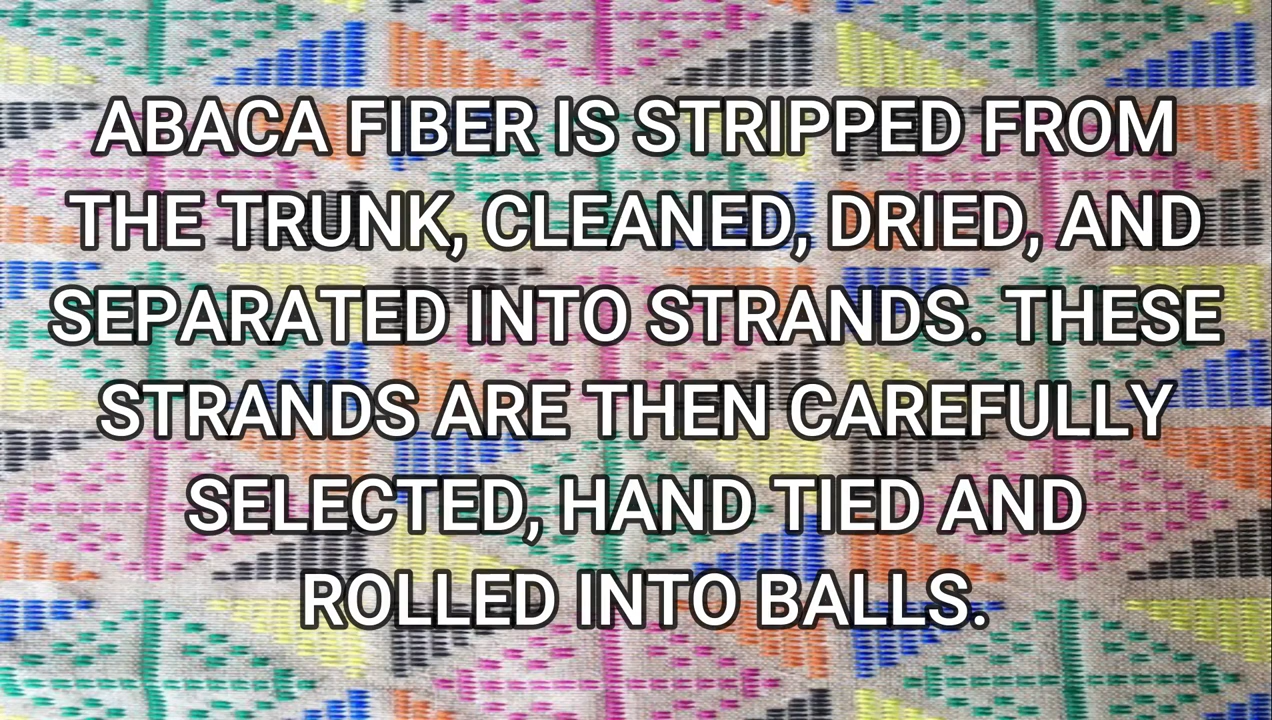 ABACA FIBER IS STRIPPED FROM
THE TRUNK, CLEANED, DRIED, AND
SEPARATED INTO STRANDS. THESE
STRANDS ARE THEN CAREFULLY
SELECTED, HAND TIED AND
ROLLED INTO BALLS.